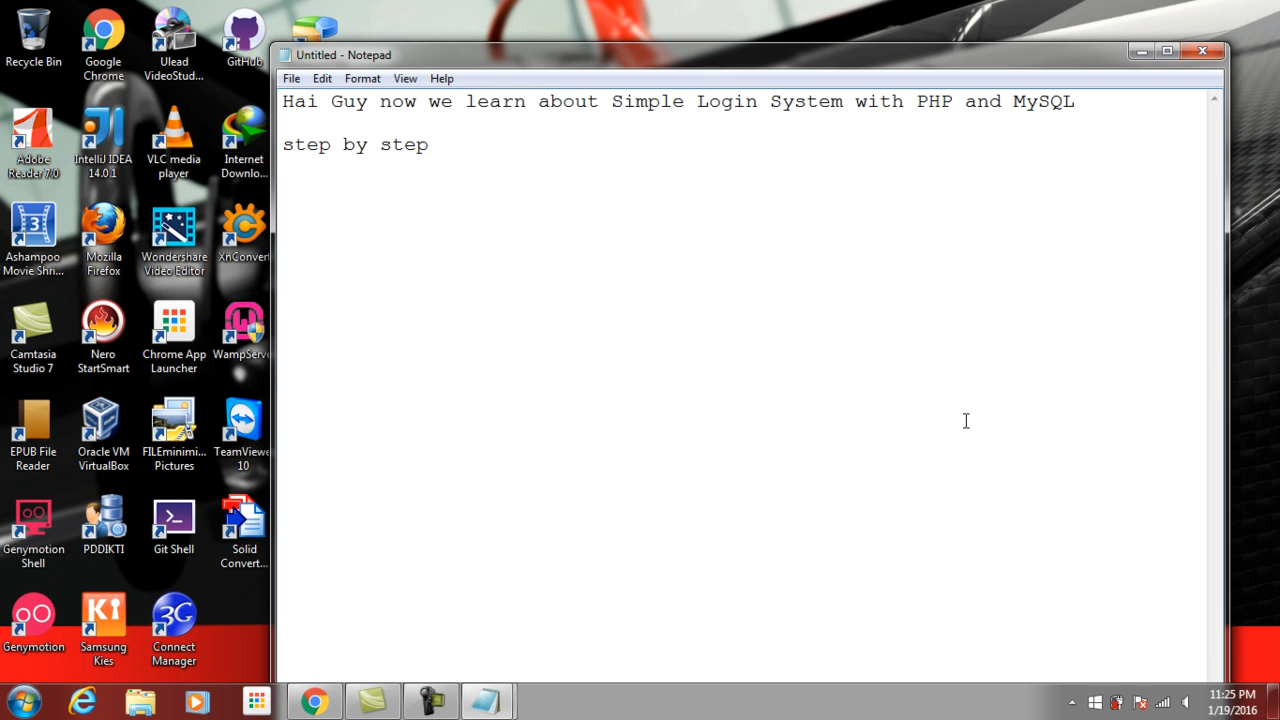 Recycle Bin
Google
Chrome
Ulead
VideoStud...
GitHub
Adobe
Reader 7.0
IntelliJ IDEA
14.0.1
VLC media
player
Internet
Downlo...
Ashampoo
Movie Shri...
Mozilla
Firefox
Wondershare
Video Editor
XnConvert
Camtasia
Studio 7
Nero
StartSmart
Chrome App
Launcher
WampServe
EPUB File
Reader
Oracle VM
VirtualBox
FILEminimi...
Pictures
TeamViewe
10
Genymotion
Shell
PDDIKTI
Git Shell
Solid
Convert...
Genymotion
Samsung
Kies
Connect
Manager
Untitled - Notepad
File Edit Format View Help
Hai Guy now we learn about Simple Login System with PHP and MySQL
step by step
11:25 PM
1/19/2016